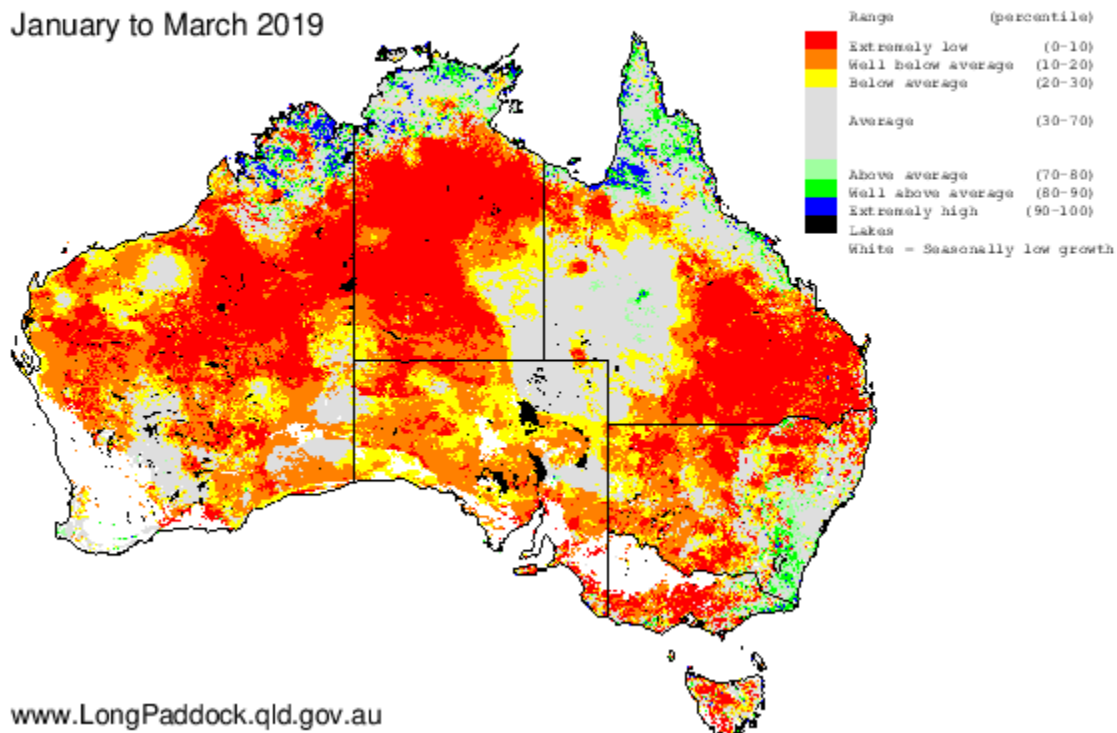 January to March 2019
Range (percentile)
Extremely low (0-10)
Well below average (10-20)
Below average (20-30)
Average (30-70)
Above average (70-80)
Well above average (80-90)
Extremely high (90-100)
Lakes
White - Seasonally low growth
www.LongPaddock.qld.gov.au